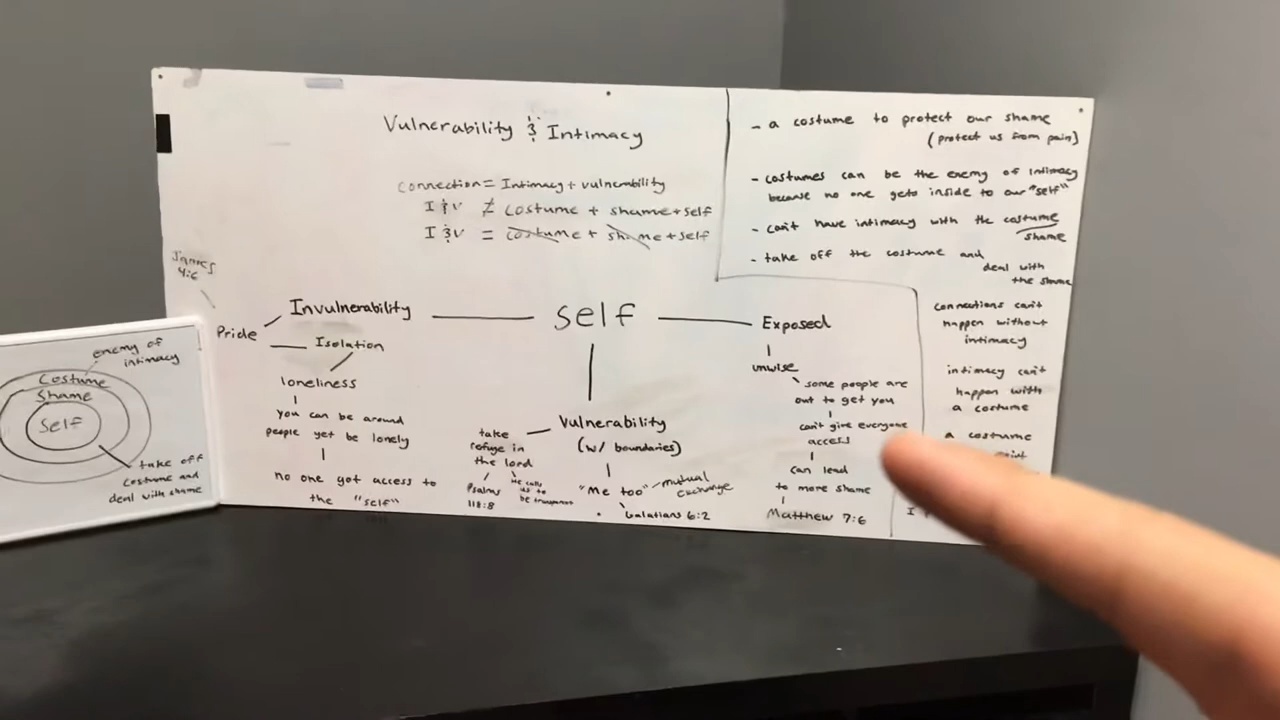 Vulnerability & Intimacy
connection = Intimacy + vulnerability
I & V ≠ costume + shame + self
I & V = costume + shame + self
James
4:6
Pride
Invulnerability
Isolation
loneliness
you can be around
people yet be lonely
no one got access to
the "self"
self
Vulnerability
(w/ boundaries)
take
refuge in
the lord
Psalms
118:8
He calls
us to
be transparent
"Me too"
mutual
exchange
Galatians 6:2
Exposed
unwise
some people are
out to get you
can't give everyone
access
can lead
to more shame
Matthew 7:6
- a costume to protect our shame
(protect us from pain)
- costumes can be the enemy of intimacy
because no one gets inside to our "self"
- can't have intimacy with the costume
shame
- take off the costume and
deal with
the shame
connections can't
happen without
intimacy
intimacy can't
happen with
a costume
a costume
I
enemy of
intimacy
Costume
Shame
Self
take off
costume and
deal with shame